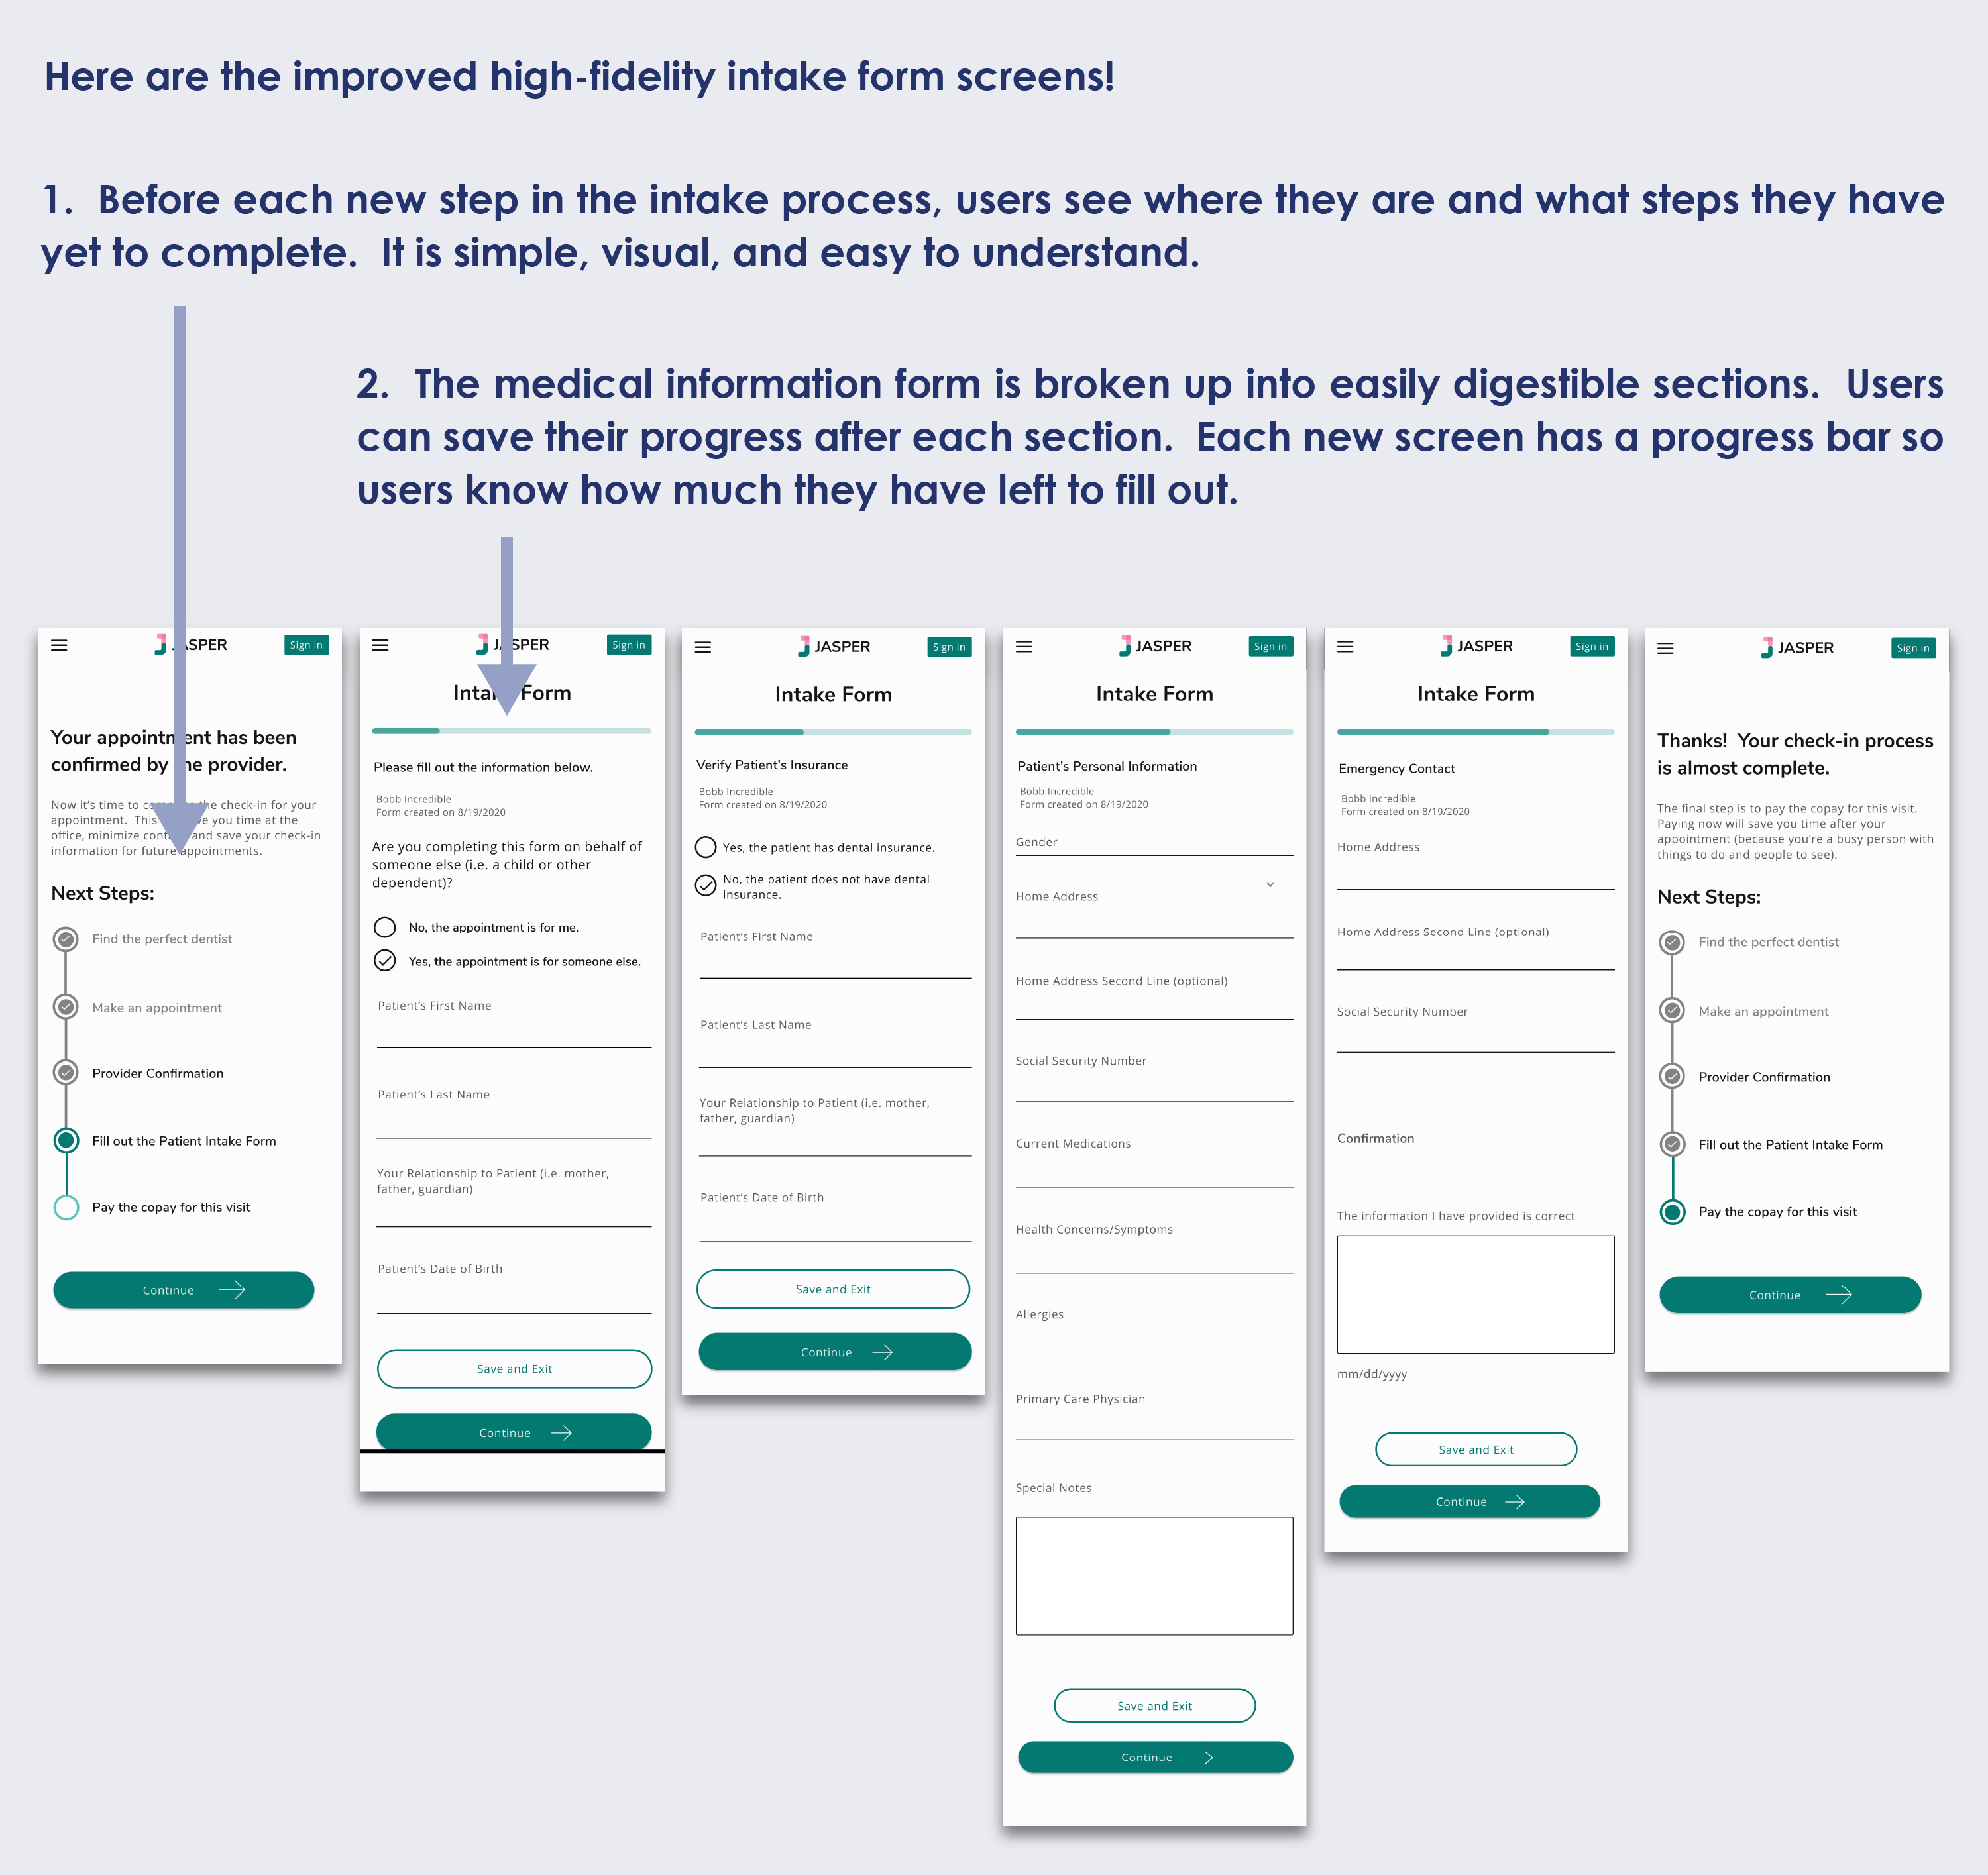 Here are the improved high-fidelity intake form screens!
1. Before each new step in the intake process, users see where they are and what steps they have
yet to complete. It is simple, visual, and easy to understand.
2. The medical information form is broken up into easily digestible sections. Users
can save their progress after each section. Each new screen has a progress bar so
users know how much they have left to fill out.
JASPER
Sign in
Your appointment has been
confirmed by the provider.
Now it's time to complete the check-in for your
appointment. This you time at the
office, minimize and save your check-in
information for future appointments.
Next Steps:
Find the perfect dentist
Make an appointment
Provider Confirmation
Fill out the Patient Intake Form
Pay the copay for this visit
Continue
JASPER
Sign in
Intake Form
Please fill out the information below.
Bobb Incredible
Form created on 8/19/2020
Are you completing this form on behalf of
someone else (i.e. a child or other
dependent)?
No, the appointment is for me.
Yes, the appointment is for someone else.
Patient's First Name
Patient's Last Name
Your Relationship to Patient (i.e. mother,
father, guardian)
Patient's Date of Birth
Save and Exit
Continue
JASPER
Sign in
Intake Form
Verify Patient's Insurance
Bobb Incredible
Form created on 8/19/2020
Yes, the patient has dental insurance.
No, the patient does not have dental
insurance.
Patient's First Name
Patient's Last Name
Your Relationship to Patient (i.e. mother,
father, guardian)
Patient's Date of Birth
Save and Exit
Continue
JASPER
Sign in
Intake Form
Patient's Personal Information
Bobb Incredible
Form created on 8/19/2020
Gender
Home Address
Home Address Second Line (optional)
Social Security Number
Current Medications
Health Concerns/Symptoms
Allergies
Primary Care Physician
Special Notes
Save and Exit
Continue
JASPER
Sign in
Intake Form
Emergency Contact
Bobb Incredible
Form created on 8/19/2020
Home Address
Home Address Second Line (optional)
Social Security Number
Confirmation
The information I have provided is correct
mm/dd/yyyy
Save and Exit
Continue
JASPER
Sign in
Thanks! Your check-in process
is almost complete.
The final step is to pay the copay for this visit.
Paying now will save you time after your
appointment (because you're a busy person with
things to do and people to see).
Next Steps:
Find the perfect dentist
Make an appointment
Provider Confirmation
Fill out the Patient Intake Form
Pay the copay for this visit
Continue